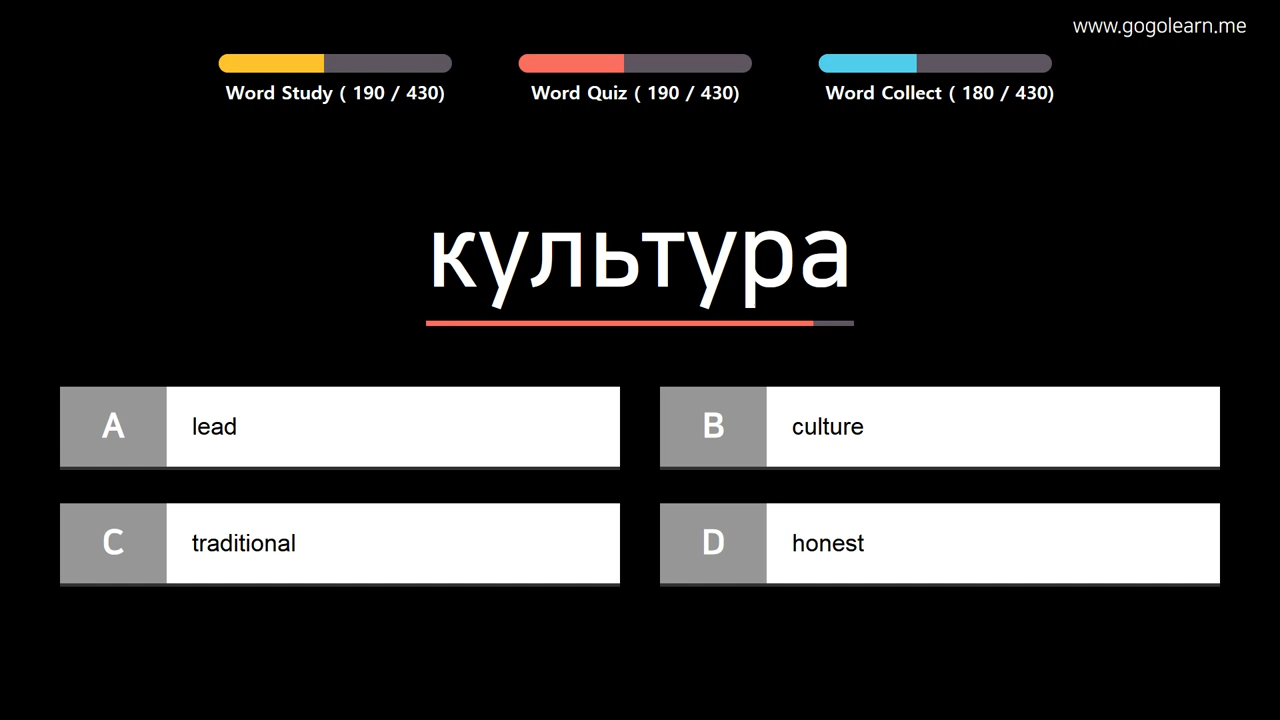 www.gogolearn.me
Word Study ( 190 / 430)
Word Quiz ( 190 / 430)
Word Collect ( 180 / 430)
культура
A lead
B culture
C traditional
D honest